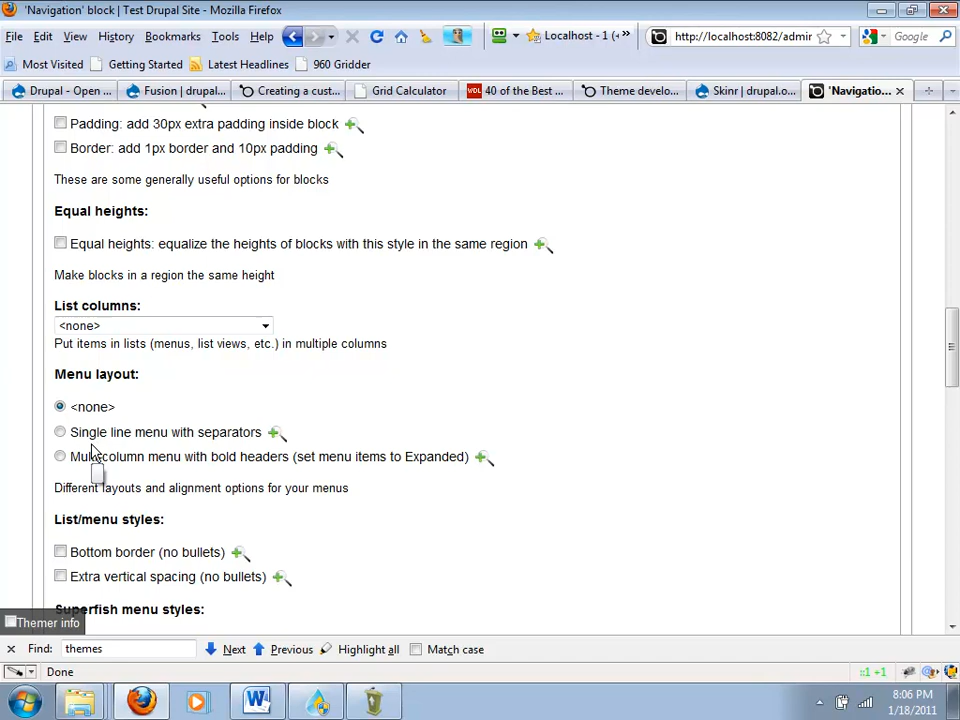 'Navigation' block | Test Drupal Site - Mozilla Firefox
File Edit View History Bookmarks Tools Help
Localhost - 1 (
http://localhost:8082/admir
Google
Most Visited Getting Started Latest Headlines 960 Gridder
Drupal - Open ... Fusion | drupal... Creating a cust... Grid Calculator 40 of the Best ... Theme develo... Skinr | drupal.o... 'Navigatio...
Padding: add 30px extra padding inside block
Border: add 1px border and 10px padding
These are some generally useful options for blocks
Equal heights:
Equal heights: equalize the heights of blocks with this style in the same region
Make blocks in a region the same height
List columns:
<none>
Put items in lists (menus, list views, etc.) in multiple columns
Menu layout:
<none>
Single line menu with separators
Multi-column menu with bold headers (set menu items to Expanded)
Different layouts and alignment options for your menus
List/menu styles:
Bottom border (no bullets)
Extra vertical spacing (no bullets)
Superfish menu styles:
Themer info
Find: themes Next Previous Highlight all Match case
Done
::1 +1
8:06 PM
1/18/2011